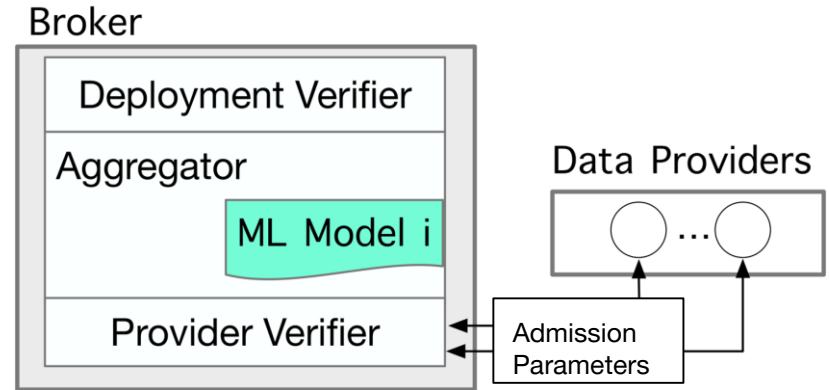 Broker
Deployment Verifier
Aggregator
ML Model i
Provider Verifier
Data Providers
...
Admission
Parameters